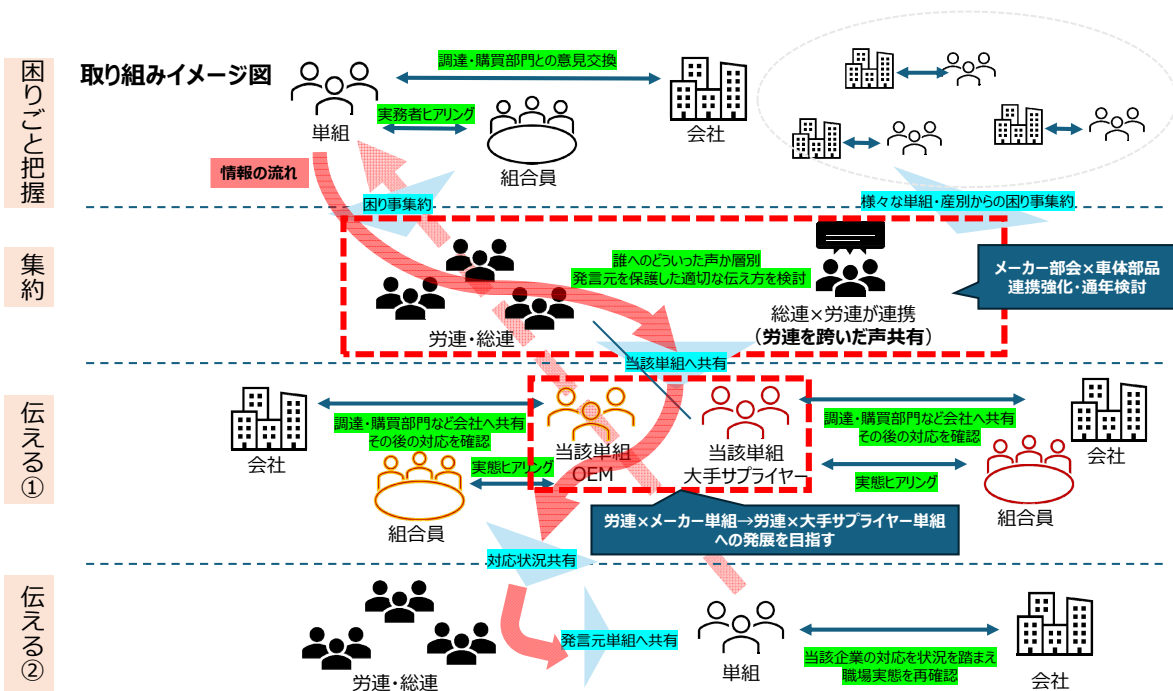 取り組みイメージ図
困りごと把握
調達・購買部門との意見交換
実務者ヒアリング
単組
組合員
会社
情報の流れ
困り事集約
様々な単組・産別からの困り事集約
集約
誰へのどういった声か層別
発言元を保護した適切な伝え方を検討
メーカー部会×車体部品
連携強化・通年検討
労連・総連
総連×労連が連携
(労連を跨いだ声共有)
当該単組へ共有
伝える①
会社
調達・購買部門など会社へ共有
その後の対応を確認
実態ヒアリング
組合員
当該単組
OEM
当該単組
大手サプライヤー
調達・購買部門など会社へ共有
その後の対応を確認
実態ヒアリング
会社
組合員
労連×メーカー単組→労連×大手サプライヤー単組
への発展を目指す
対応状況共有
伝える②
労連・総連
発言元単組へ共有
単組
当該企業の対応を状況を踏まえ
職場実態を再確認
会社